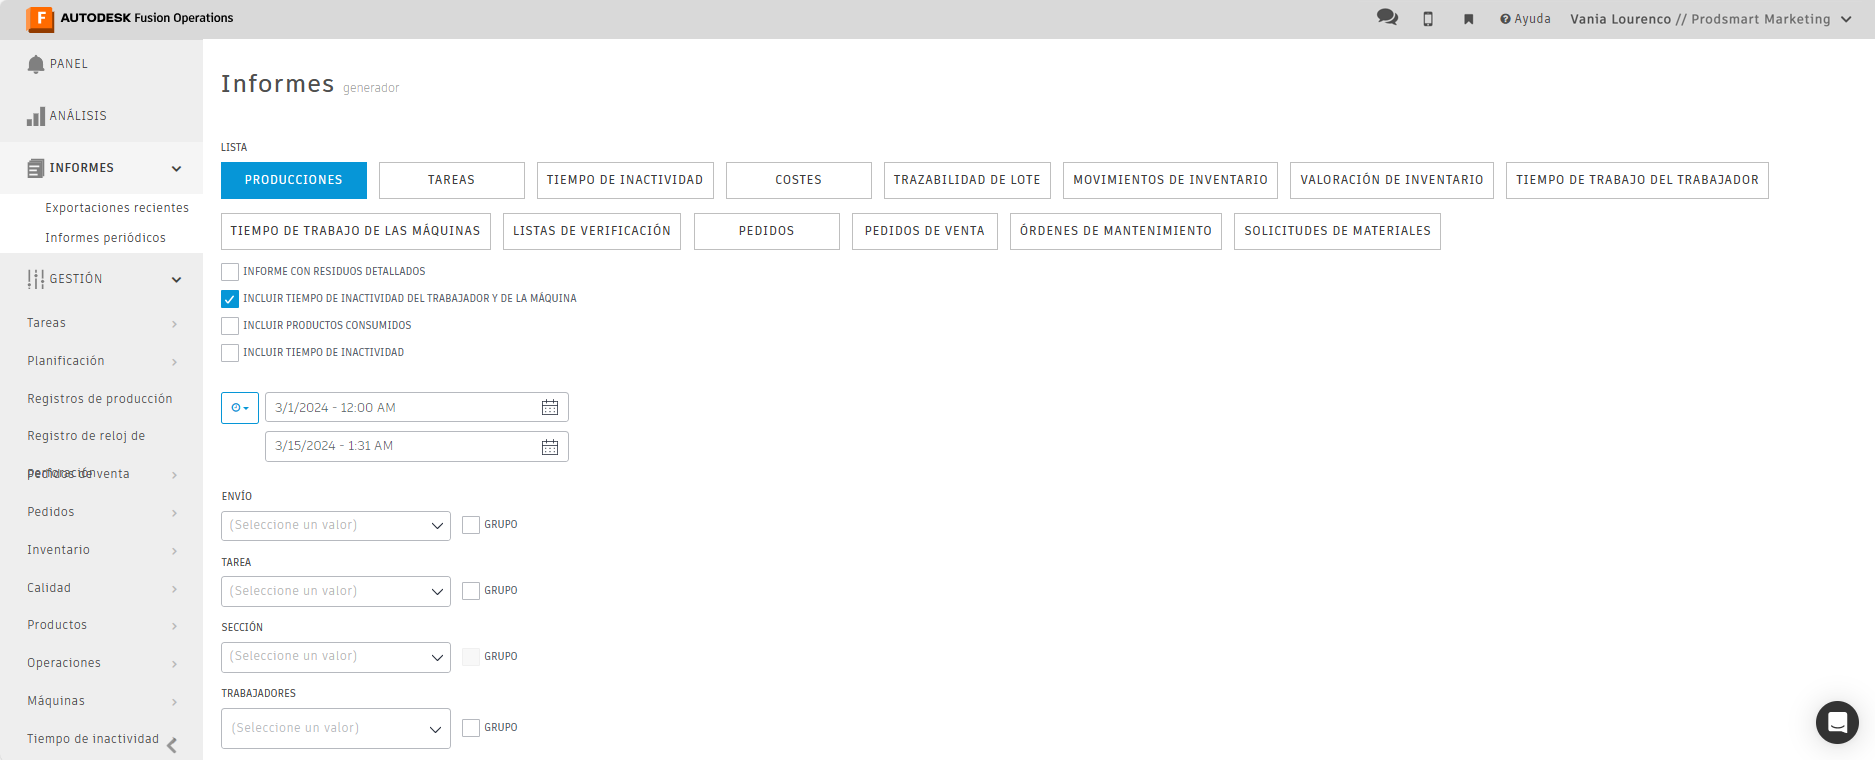 F AUTODESK Fusion Operations
Ayuda
Vania Lourenco // Prodsmart Marketing
PANEL
ANÁLISIS
INFORMES
Exportaciones recientes
Informes periódicos
GESTIÓN
Tareas
Planificación
Registros de producción
Registro de reloj de
perforación
Pedidos de venta
Pedidos
Inventario
Calidad
Productos
Operaciones
Máquinas
Tiempo de inactividad
Informes generador
LISTA
PRODUCCIONES
TAREAS
TIEMPO DE INACTIVIDAD
COSTES
TRAZABILIDAD DE LOTE
MOVIMIENTOS DE INVENTARIO
VALORACIÓN DE INVENTARIO
TIEMPO DE TRABAJO DEL TRABAJADOR
TIEMPO DE TRABAJO DE LAS MÁQUINAS
LISTAS DE VERIFICACIÓN
PEDIDOS
PEDIDOS DE VENTA
ÓRDENES DE MANTENIMIENTO
SOLICITUDES DE MATERIALES
INFORME CON RESIDUOS DETALLADOS
INCLUIR TIEMPO DE INACTIVIDAD DEL TRABAJADOR Y DE LA MÁQUINA
INCLUIR PRODUCTOS CONSUMIDOS
INCLUIR TIEMPO DE INACTIVIDAD
3/1/2024 - 12:00 AM
3/15/2024 - 1:31 AM
ENVÍO
(Seleccione un valor)
GRUPO
TAREA
(Seleccione un valor)
GRUPO
SECCIÓN
(Seleccione un valor)
GRUPO
TRABAJADORES
(Seleccione un valor)
GRUPO